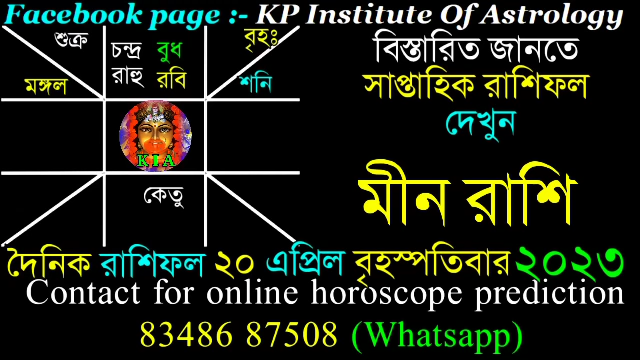 Facebook page :- KP Institute Of Astrology
শুক্র
চন্দ্র বুধ
রাহু রবি
বৃহঃ
মঙ্গল
শনি
KIA
কেতু
বিস্তারিত জানতে
সাপ্তাহিক রাশিফল
দেখুন
মীন রাশি
দৈনিক রাশিফল ২০ এপ্রিল বৃহস্পতিবার ২০২৩
Contact for online horoscope prediction
83486 87508 (Whatsapp)